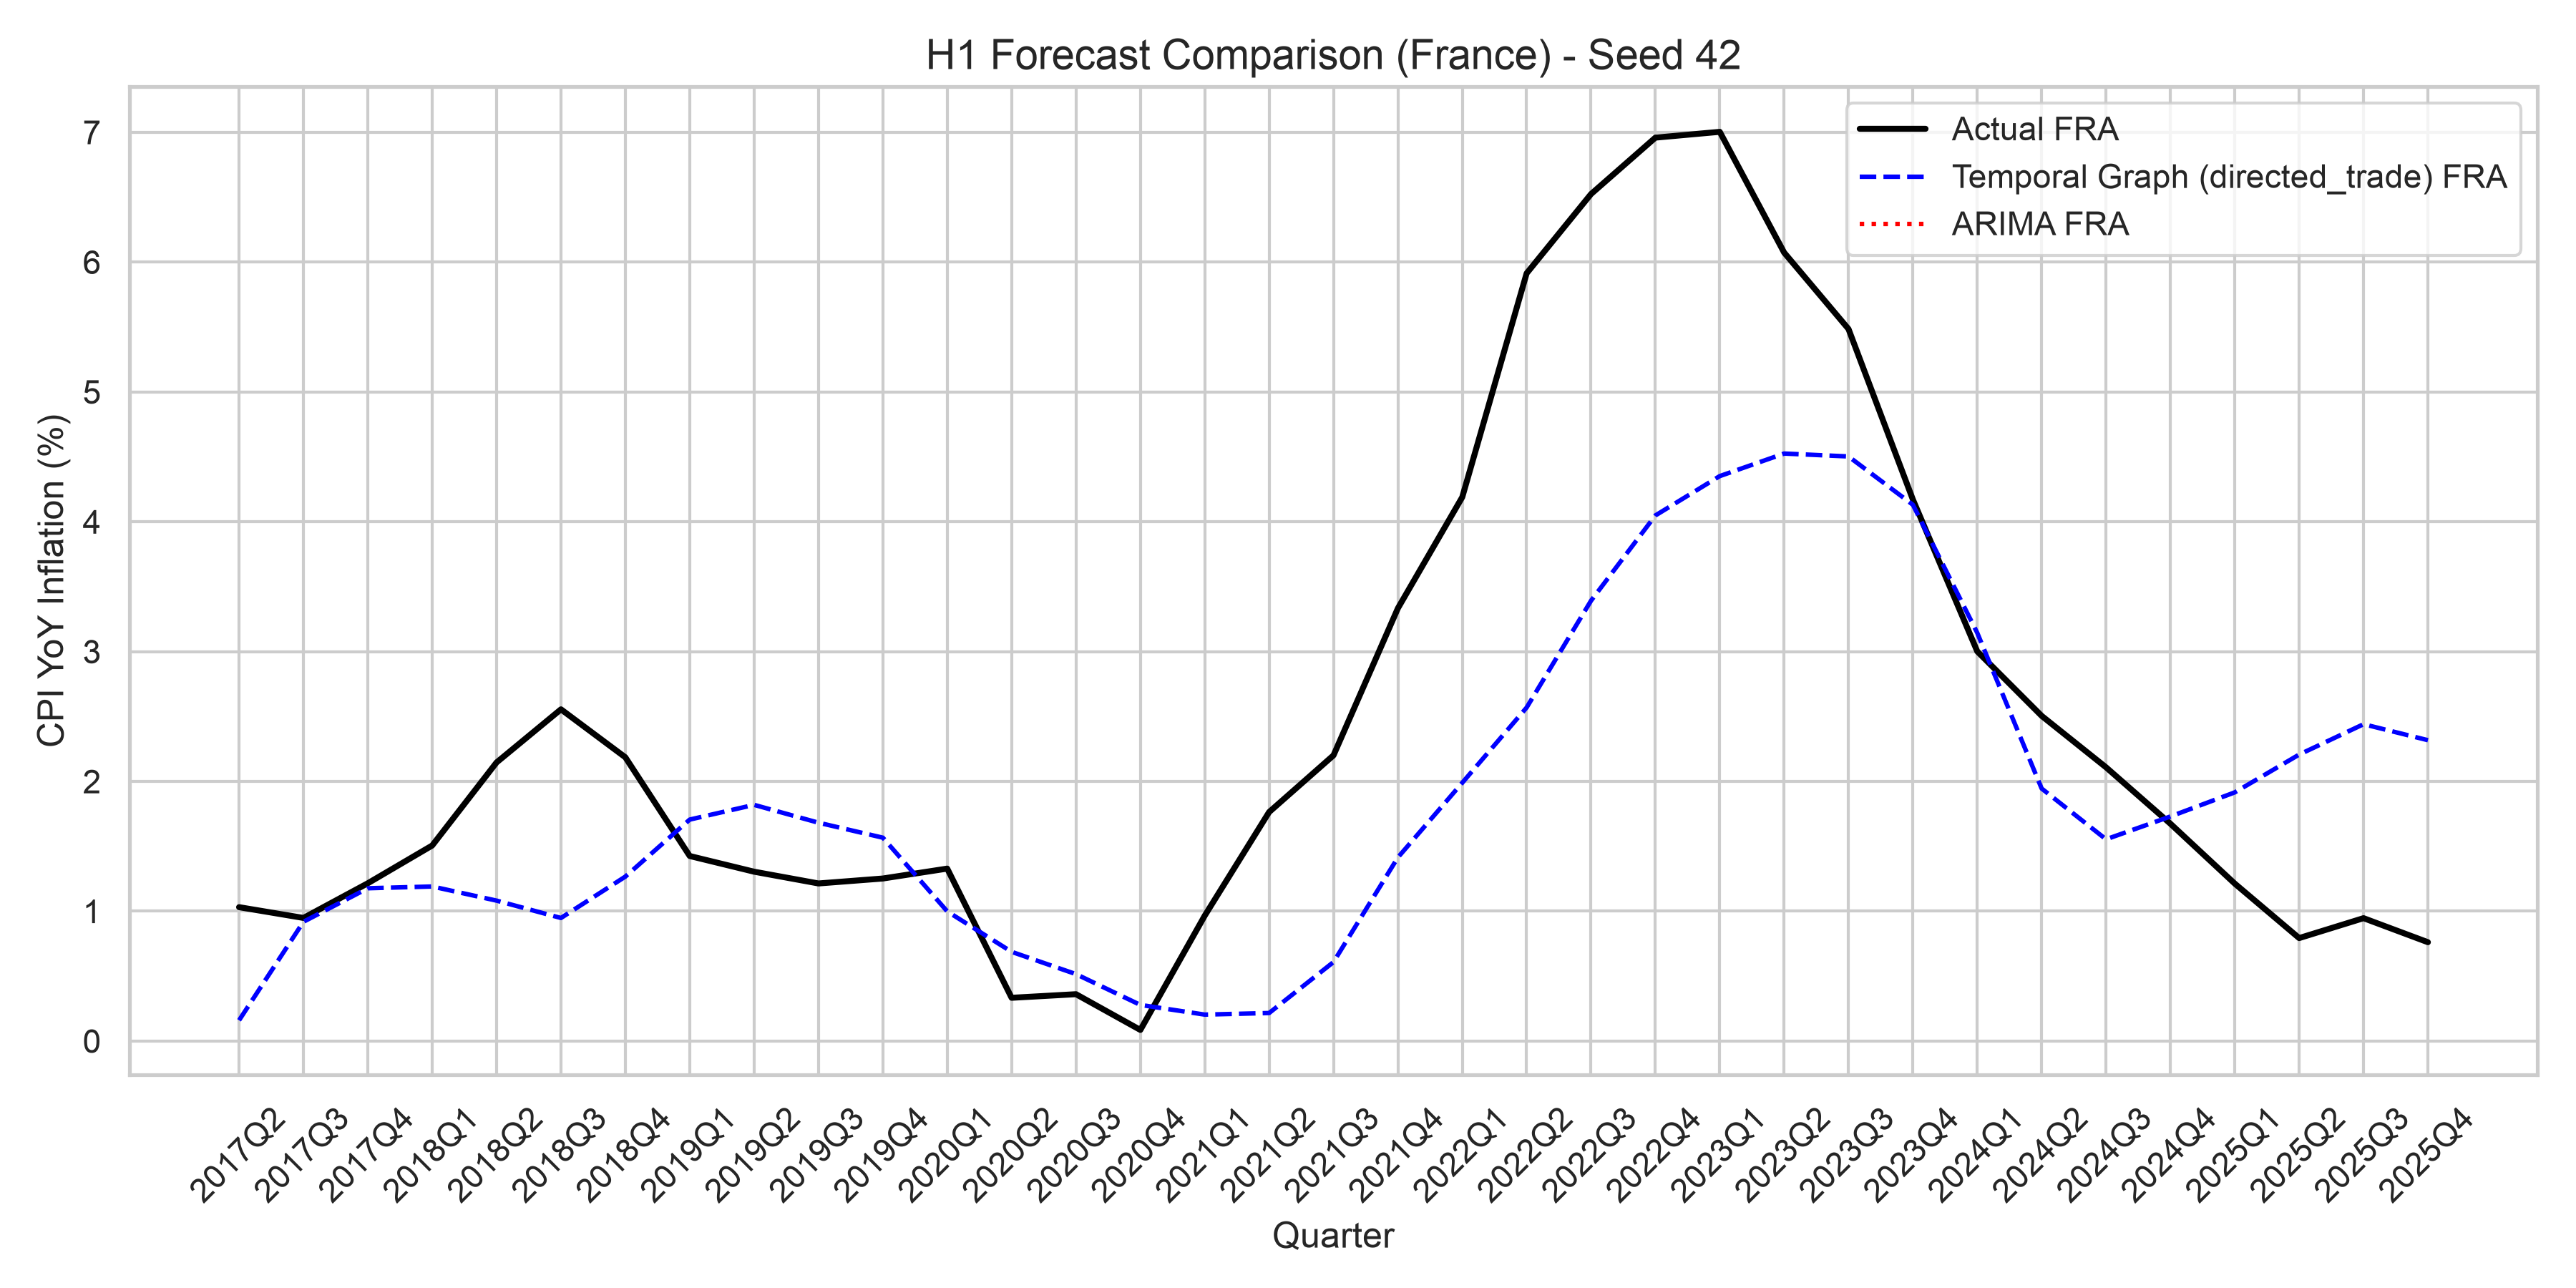 H1 Forecast Comparison (France) - Seed 42
Actual FRA
Temporal Graph (directed_trade) FRA
ARIMA FRA
CPI YoY Inflation (%)
7
6
5
4
3
2
1
0
2017Q2
2017Q3
2017Q4
2018Q1
2018Q2
2018Q3
2018Q4
2019Q1
2019Q2
2019Q3
2019Q4
2020Q1
2020Q2
2020Q3
2020Q4
2021Q1
2021Q2
2021Q3
2021Q4
2022Q1
2022Q2
2022Q3
2022Q4
2023Q1
2023Q2
2023Q3
2023Q4
2024Q1
2024Q2
2024Q3
2024Q4
2025Q1
2025Q2
2025Q3
2025Q4
Quarter